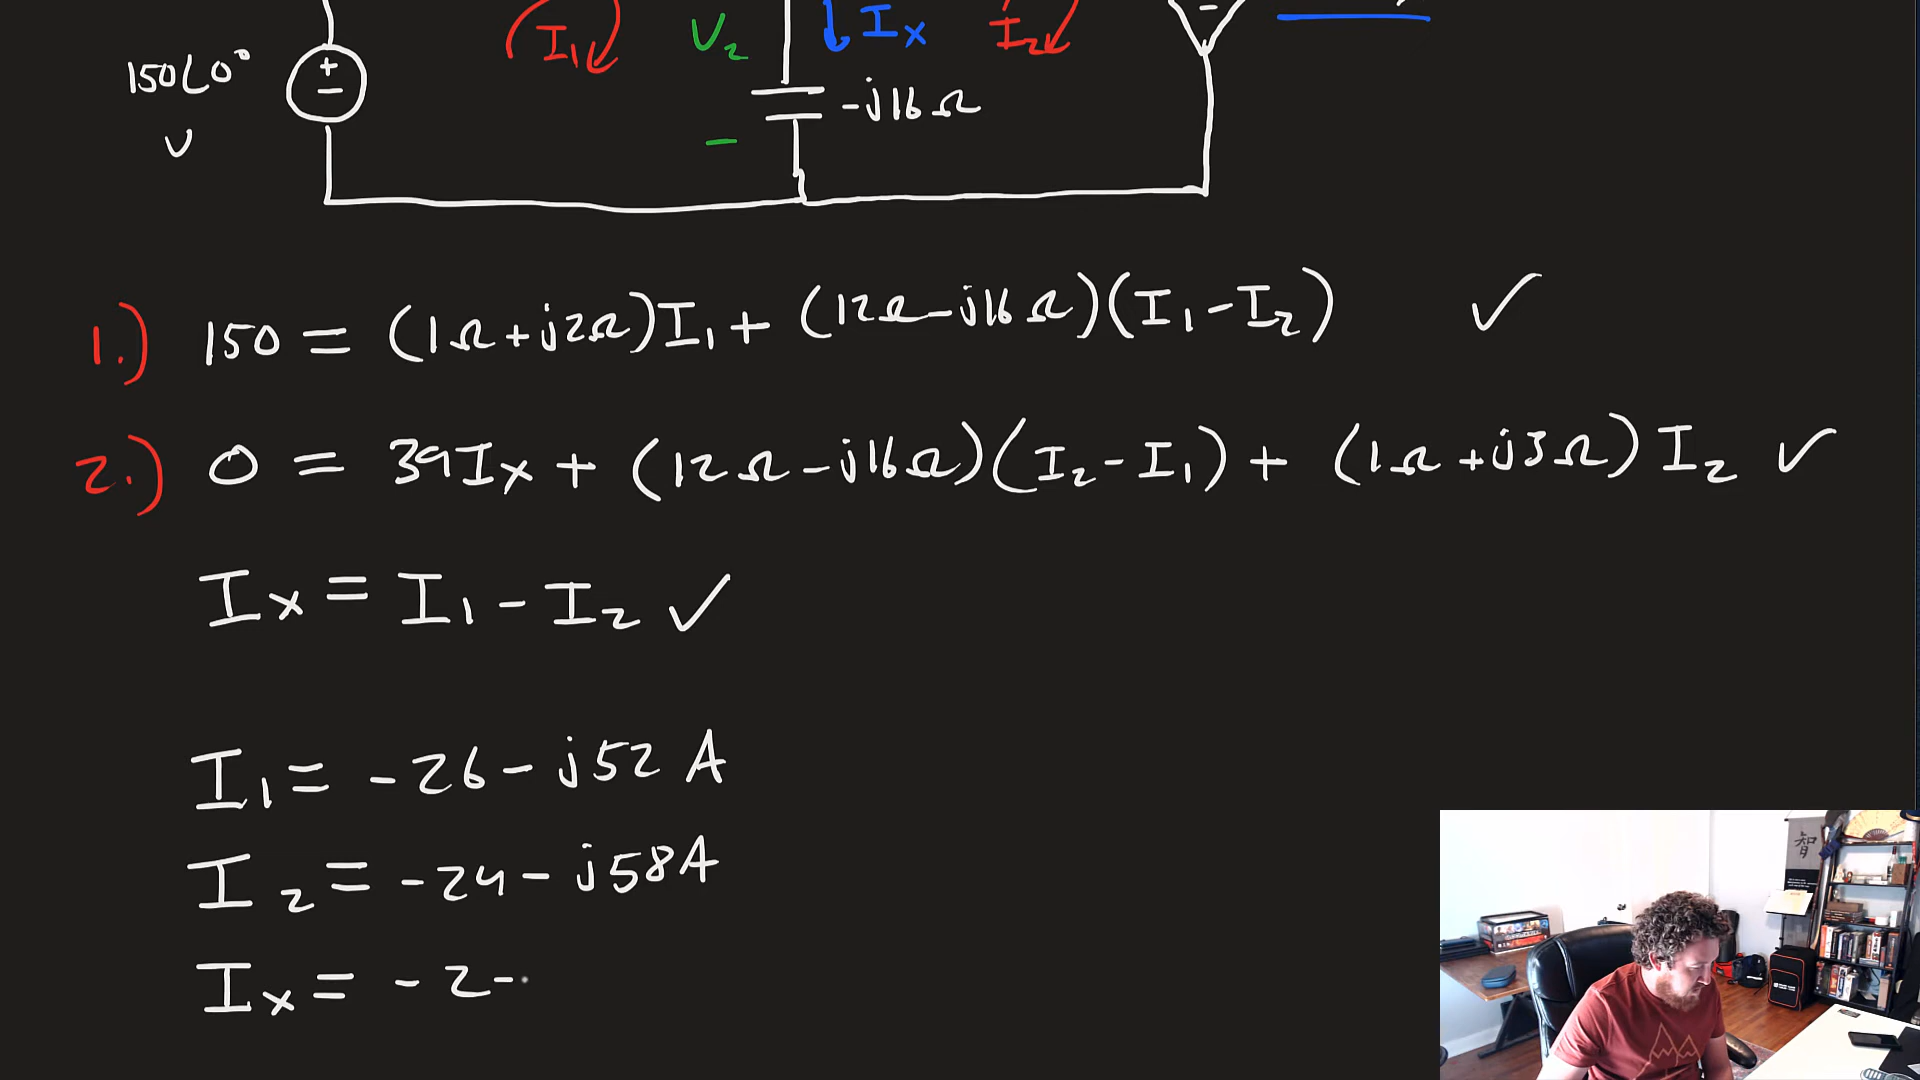 I₁ V₂ Iₓ I₂
150∠0° + −
V −
−j16Ω
−
1.) 150 = (1Ω+j2Ω)I₁ + (12Ω−j16Ω)(I₁−I₂) ✓
2.) 0 = 39Iₓ + (12Ω−j16Ω)(I₂−I₁) + (1Ω+j3Ω)I₂ ✓
Iₓ = I₁ − I₂ ✓
I₁ = −26 − j52 A
I₂ = −24 − j58A
Iₓ = −2−
智